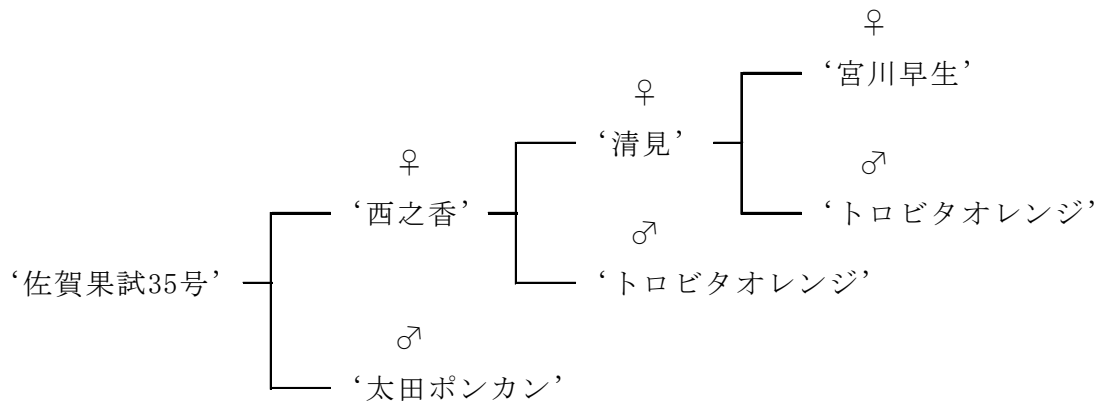 ♀
‘宮川早生’
♀
‘清見’
♂
♀
‘西之香’
‘トロビタオレンジ’
♂
‘佐賀果試35号’
‘トロビタオレンジ’
♂
‘太田ポンカン’